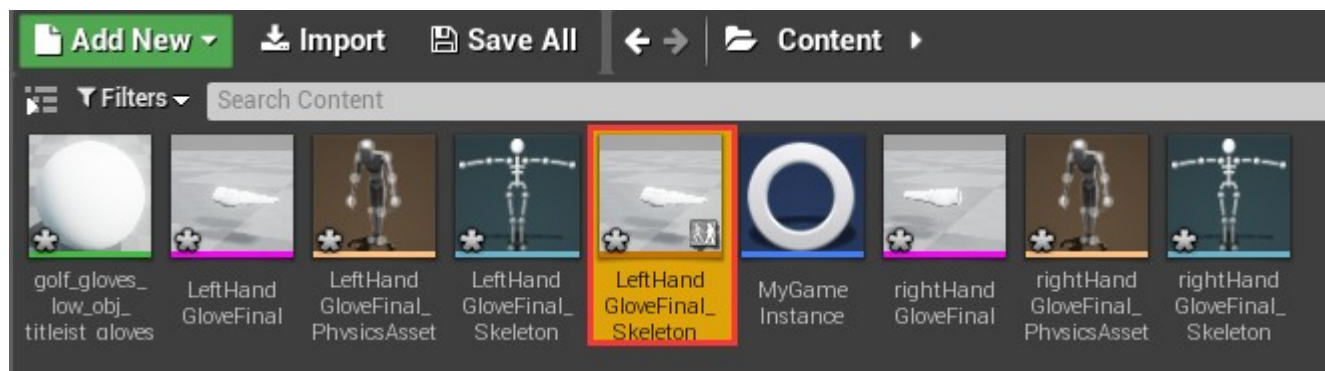 Add New Import Save All Content
Filters Search Content
golf_gloves_
low_obj_
titleist_gloves
LeftHand
GloveFinal
LeftHand
GloveFinal_
PhysicsAsset
LeftHand
GloveFinal_
Skeleton
LeftHand
GloveFinal_
Skeleton
MyGame
Instance
rightHand
GloveFinal
rightHand
GloveFinal_
PhysicsAsset
rightHand
GloveFinal_
Skeleton